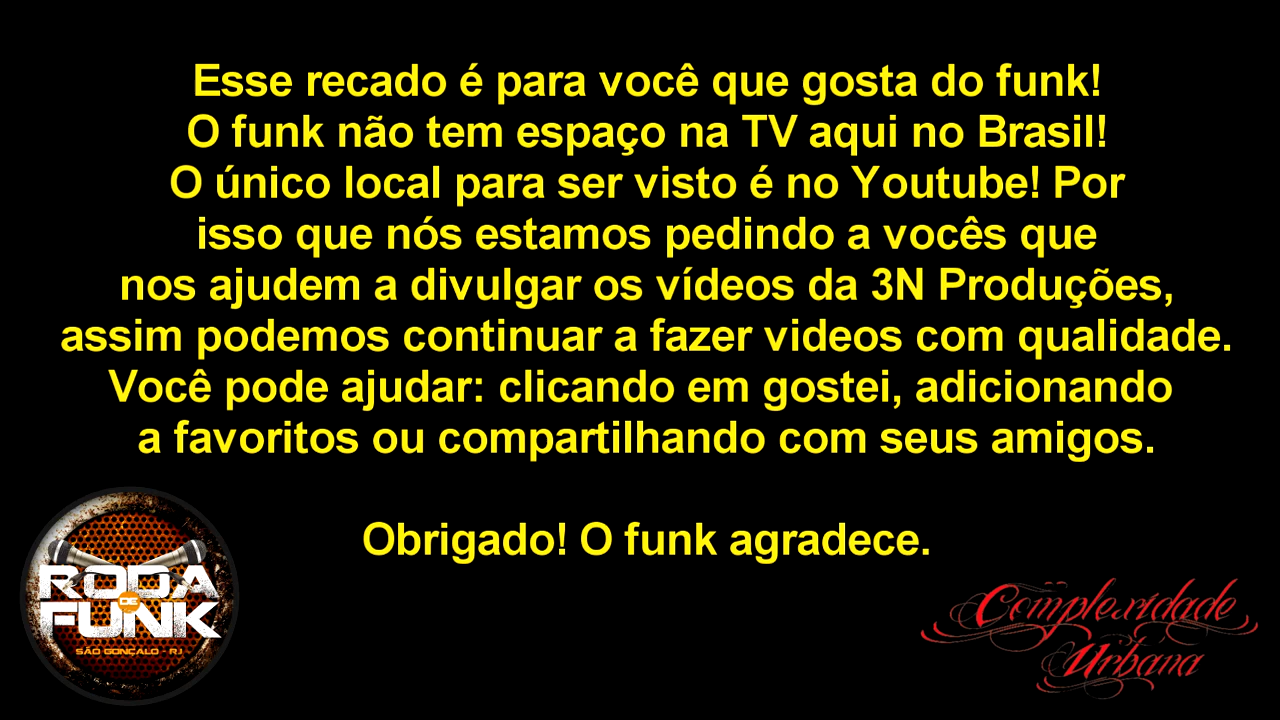 Esse recado é para você que gosta do funk!
O funk não tem espaço na TV aqui no Brasil!
O único local para ser visto é no Youtube! Por
isso que nós estamos pedindo a vocês que
nos ajudem a divulgar os vídeos da 3N Produções,
assim podemos continuar a fazer videos com qualidade.
Você pode ajudar: clicando em gostei, adicionando
a favoritos ou compartilhando com seus amigos.
Obrigado! O funk agradece.
RODA
DE
FUNK
SÃO GONÇALO - RJ
Complexidade
Urbana